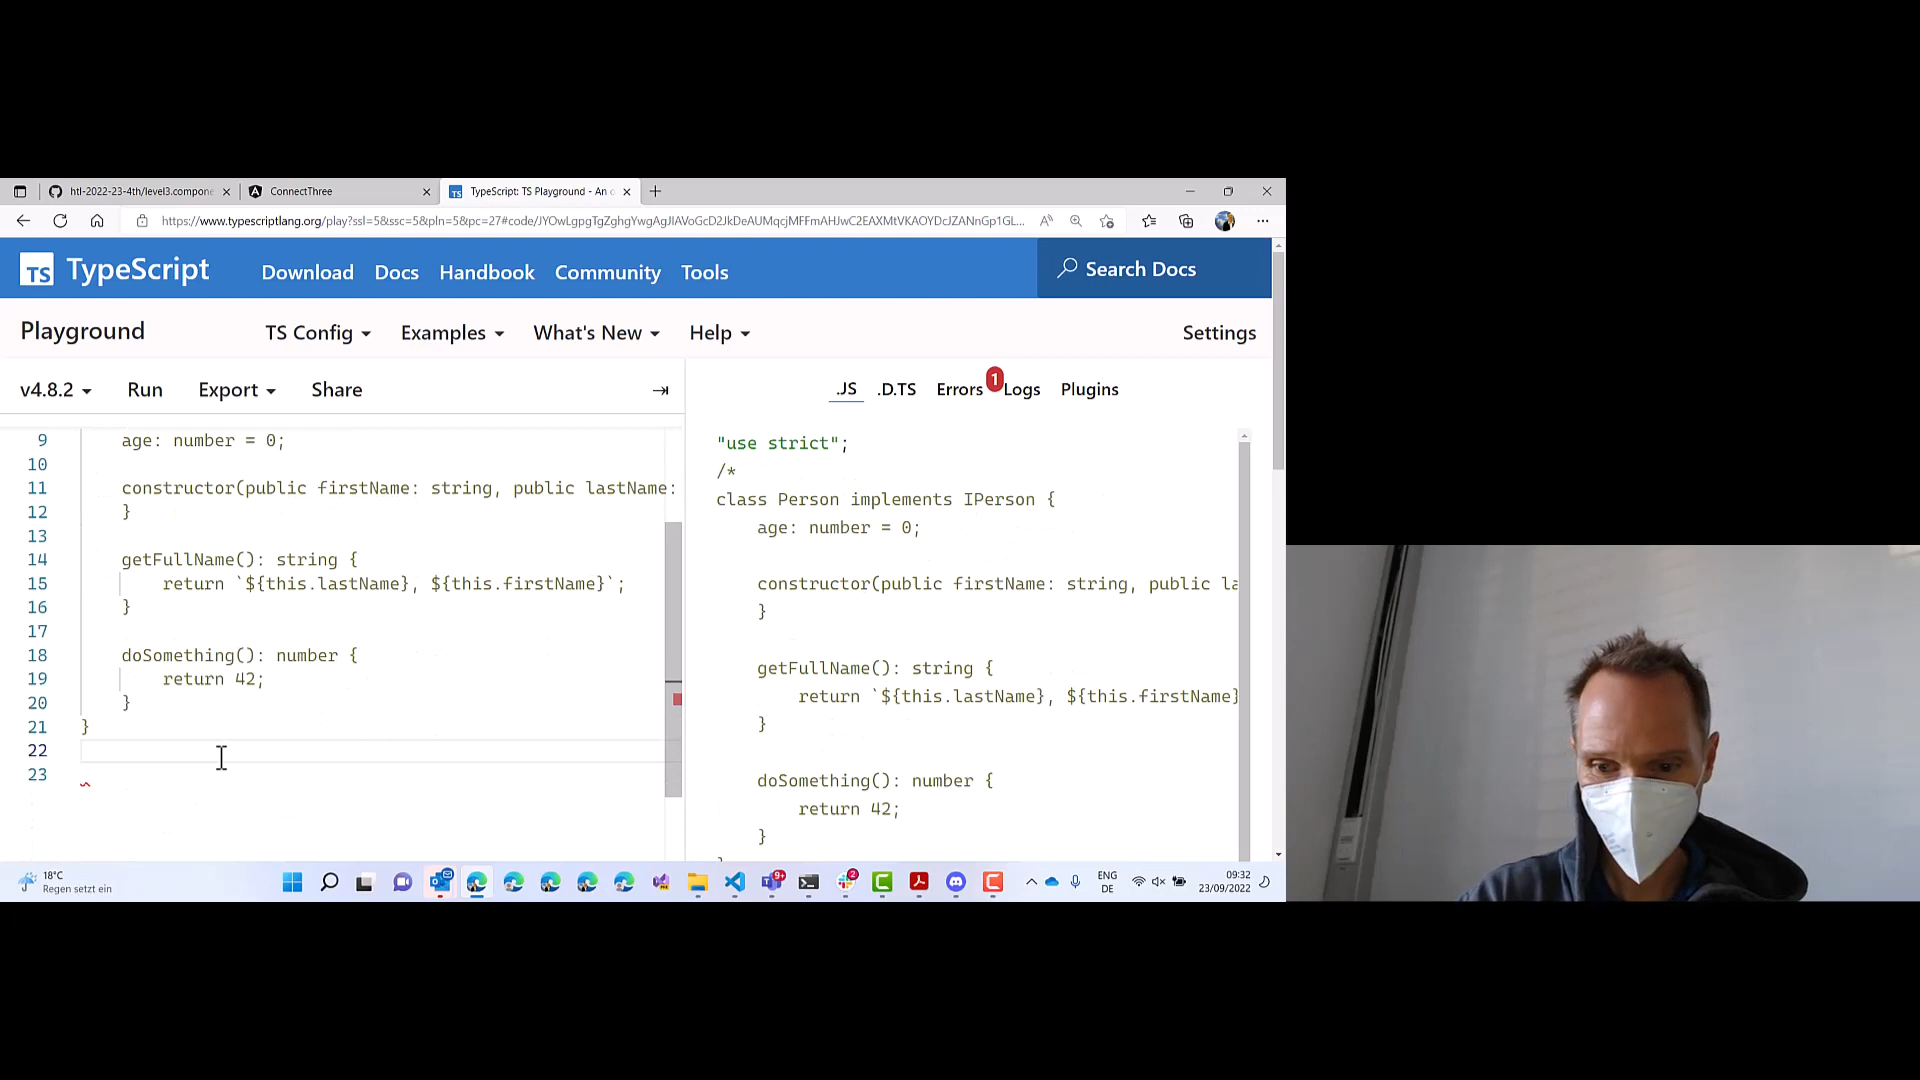 htl-2022-23-4th/level3.compone
ConnectThree
TypeScript: TS Playground - An o
https://www.typescriptlang.org/play?ssl=5&ssc=5&pln=5&pc=27#code/JYOwLgpgTgZghgYwgAgJIAVoGcD2JkDeAUMqcjMFFmAHJwC2EAXMtVKAOYDcJZANnGp1GL...
TS
TypeScript
Download
Docs
Handbook
Community
Tools
Search Docs
Playground
TS Config
Examples
What's New
Help
Settings
v4.8.2
Run
Export
Share
.JS
.D.TS
Errors
1
Logs
Plugins
9 age: number = 0;
10
11 constructor(public firstName: string, public lastName:
12 }
13
14 getFullName(): string {
15 return `${this.lastName}, ${this.firstName}`;
16 }
17
18 doSomething(): number {
19 return 42;
20 }
21 }
22
23
"use strict";
/*
class Person implements IPerson {
age: number = 0;
constructor(public firstName: string, public la
}
getFullName(): string {
return `${this.lastName}, ${this.firstName}
}
doSomething(): number {
return 42;
}
18°C
Regen setzt ein
9+
2
ENG
DE
09:32
23/09/2022